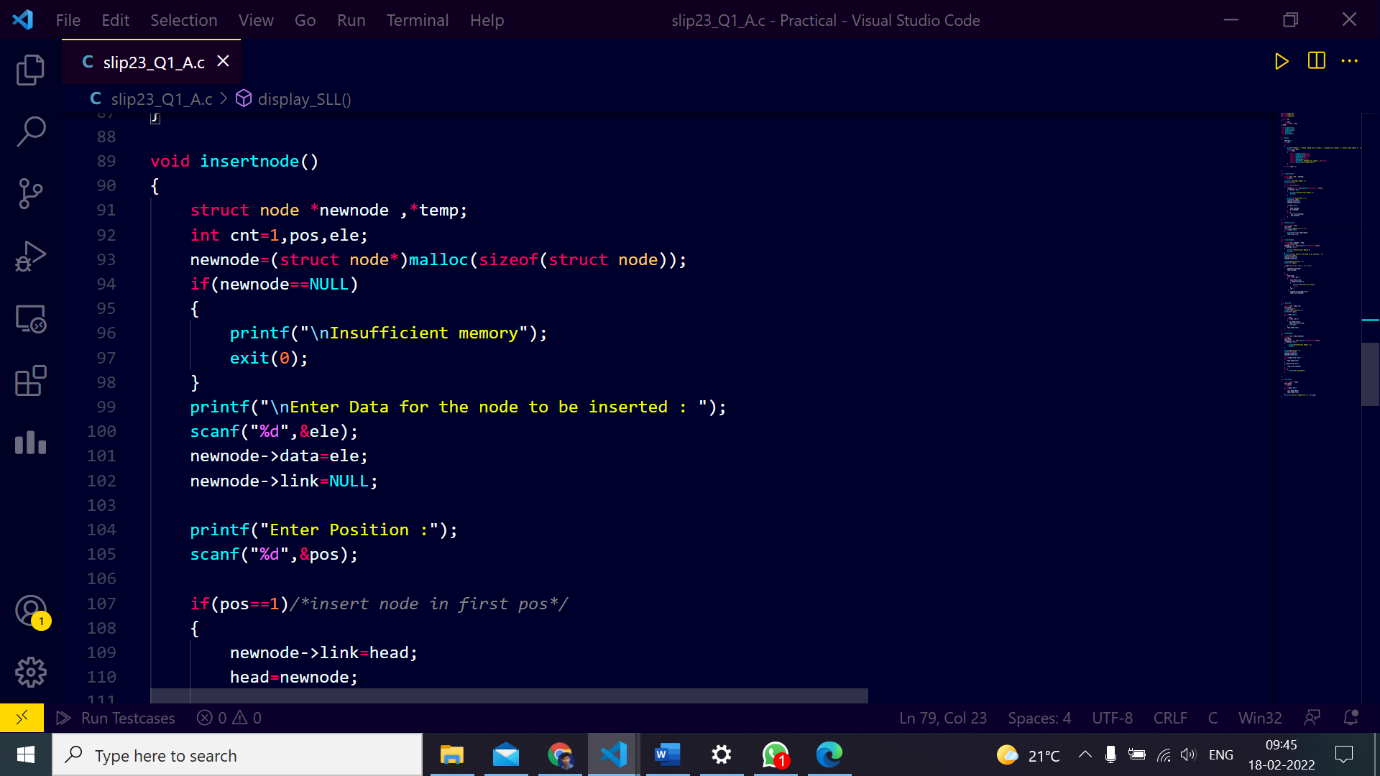 File Edit Selection View Go Run Terminal Help slip23_Q1_A.c - Practical - Visual Studio Code
C slip23_Q1_A.c
C slip23_Q1_A.c > display_SLL()
87 }
88
89 void insertnode()
90 {
91 struct node *newnode ,*temp;
92 int cnt=1,pos,ele;
93 newnode=(struct node*)malloc(sizeof(struct node));
94 if(newnode==NULL)
95 {
96 printf("\nInsufficient memory");
97 exit(0);
98 }
99 printf("\nEnter Data for the node to be inserted : ");
100 scanf("%d",&ele);
101 newnode->data=ele;
102 newnode->link=NULL;
103
104 printf("Enter Position :");
105 scanf("%d",&pos);
106
107 if(pos==1)/*insert node in first pos*/
108 {
109 newnode->link=head;
110 head=newnode;
111
1
Run Testcases 0 0 Ln 79, Col 23 Spaces: 4 UTF-8 CRLF C Win32
Type here to search 1 21°C ENG 09:45
18-02-2022